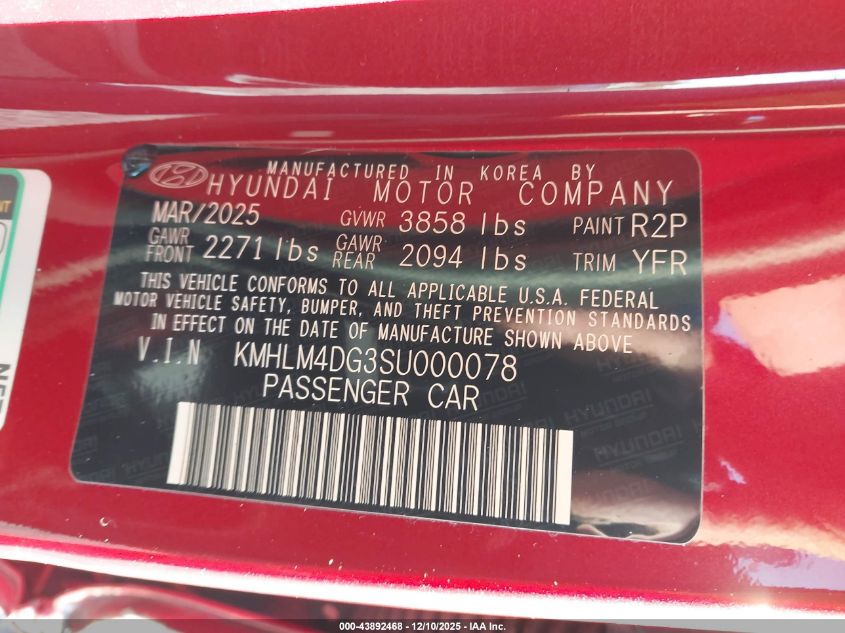 MANUFACTURED IN KOREA BY
HYUNDAI MOTOR COMPANY
MAR/2025 GVWR 3858 lbs PAINT R2P
GAWR FRONT 2271 lbs GAWR REAR 2094 lbs TRIM YFR
THIS VEHICLE CONFORMS TO ALL APPLICABLE U.S.A. FEDERAL
MOTOR VEHICLE SAFETY, BUMPER, AND THEFT PREVENTION STANDARDS
IN EFFECT ON THE DATE OF MANUFACTURE SHOWN ABOVE
V.I.N KMHLM4DG3SU000078
PASSENGER CAR
HYUNDAI
000-43892468 - 12/10/2025 - IAA Inc.